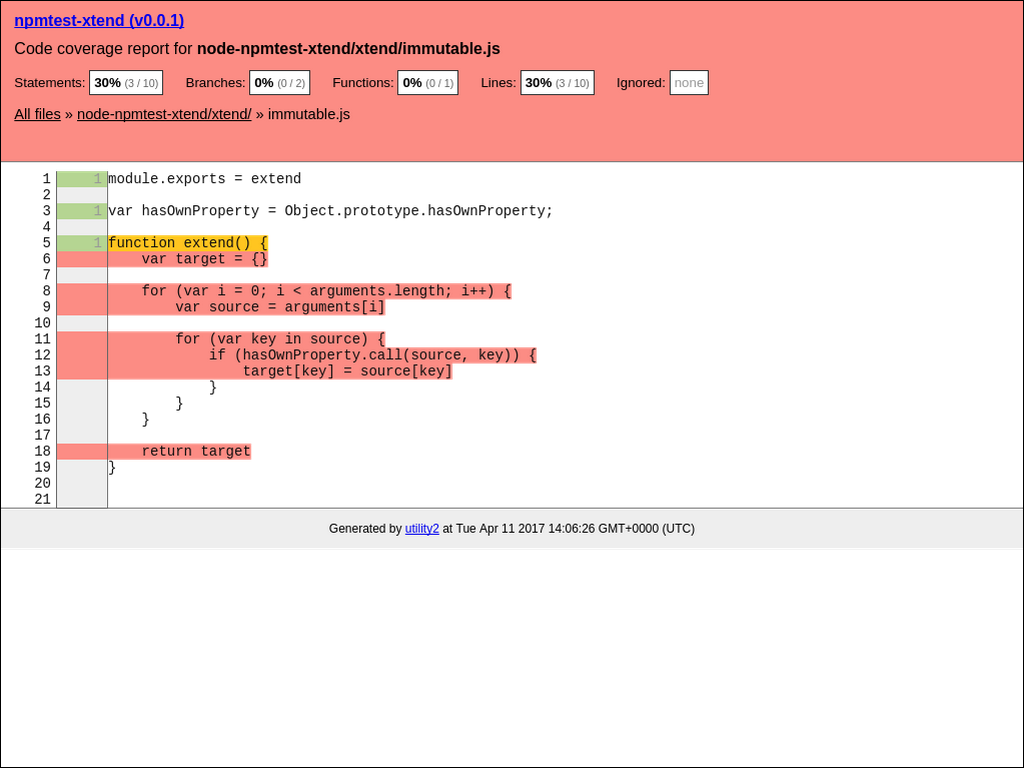 npmtest-xtend (v0.0.1)
Code coverage report for node-npmtest-xtend/xtend/immutable.js
Statements: 30% (3 / 10) Branches: 0% (0 / 2) Functions: 0% (0 / 1) Lines: 30% (3 / 10) Ignored: none
All files » node-npmtest-xtend/xtend/ » immutable.js
1 1 module.exports = extend
2
3 1 var hasOwnProperty = Object.prototype.hasOwnProperty;
4
5 1 function extend() {
6     var target = {}
7
8     for (var i = 0; i < arguments.length; i++) {
9         var source = arguments[i]
10
11         for (var key in source) {
12             if (hasOwnProperty.call(source, key)) {
13                 target[key] = source[key]
14             }
15         }
16     }
17
18     return target
19 }
20
21
Generated by utility2 at Tue Apr 11 2017 14:06:26 GMT+0000 (UTC)